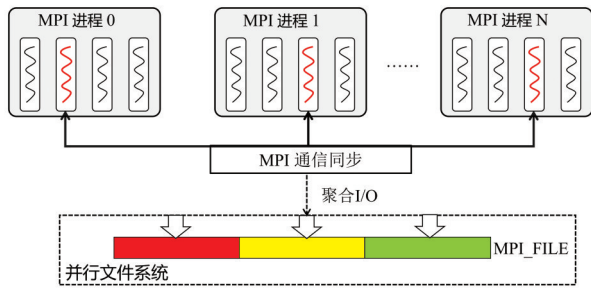 MPI 进程 0
MPI 进程 1
MPI 进程 N
……
MPI 通信同步
聚合I/O
MPI_FILE
并行文件系统